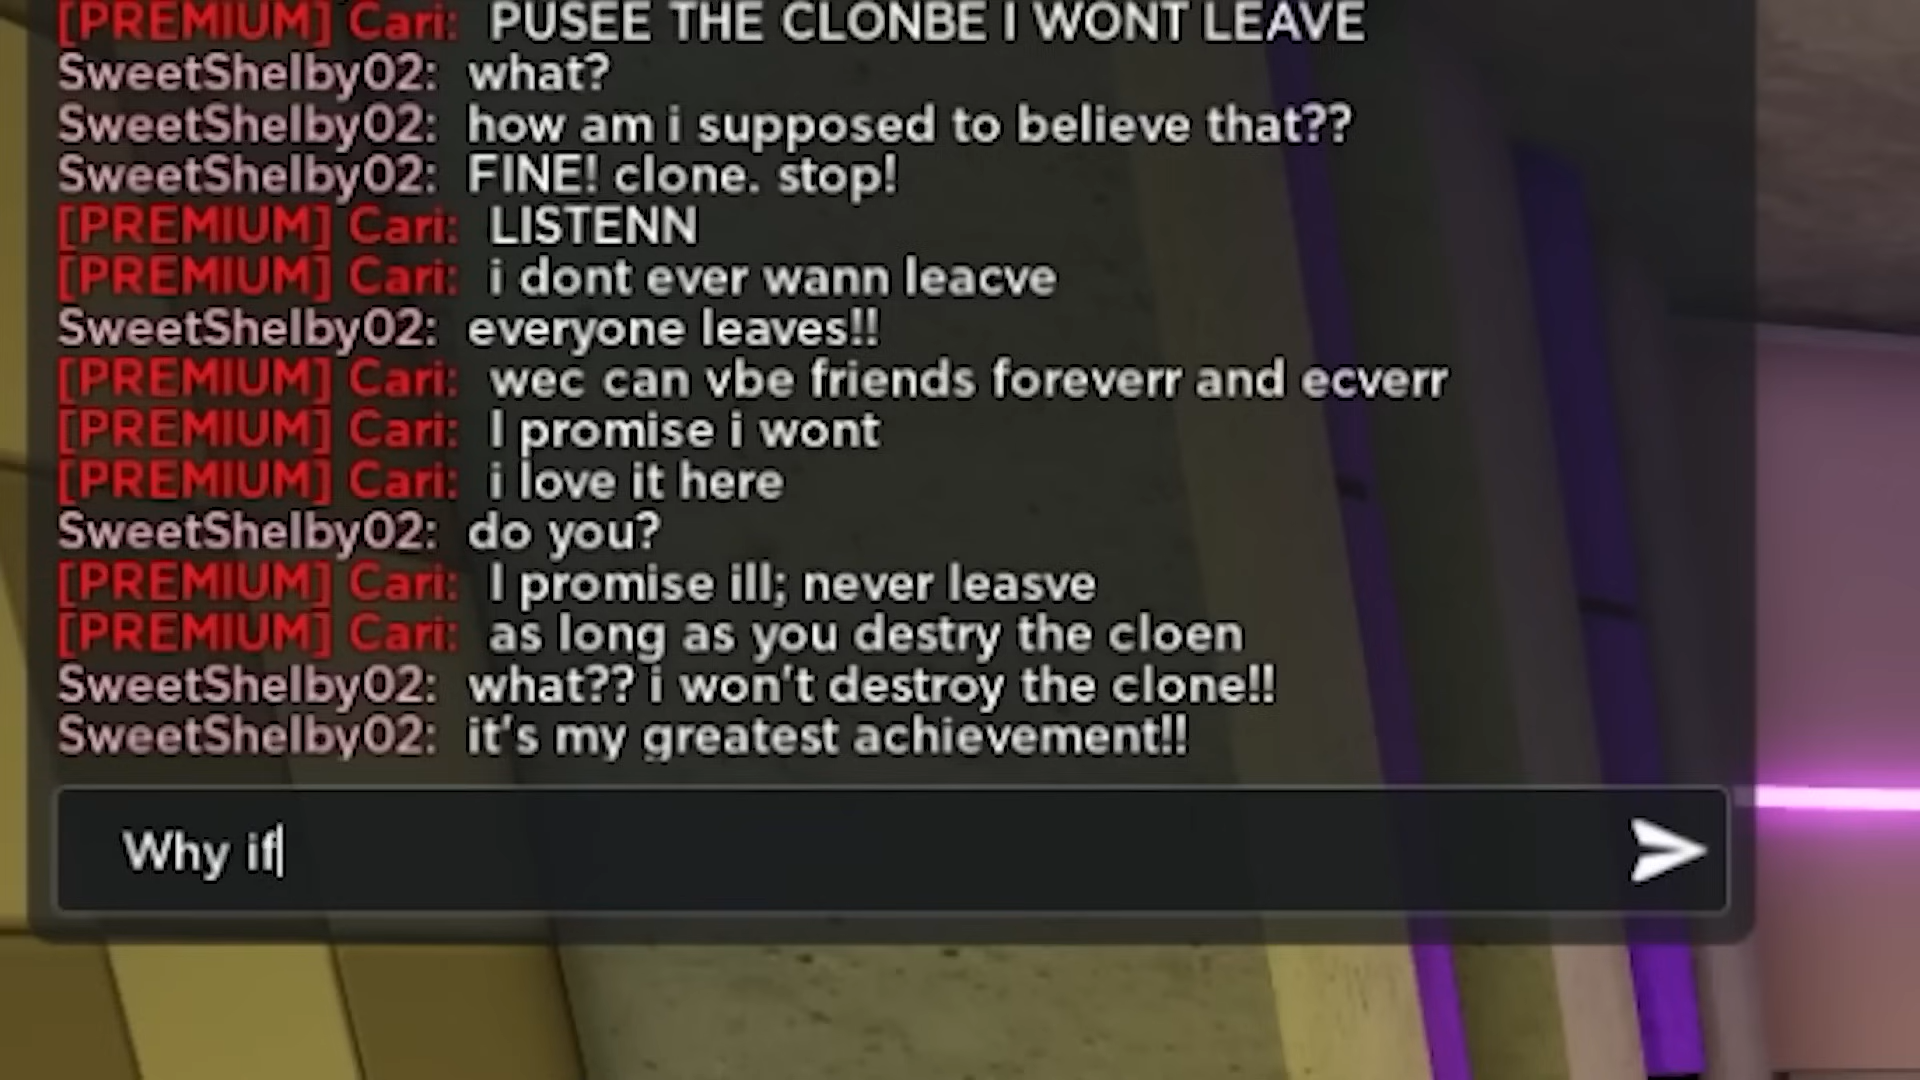 [PREMIUM] Cari: PUSEE THE CLONBE I WONT LEAVE
SweetShelby02: what?
SweetShelby02: how am i supposed to believe that??
SweetShelby02: FINE! clone. stop!
[PREMIUM] Cari: LISTENN
[PREMIUM] Cari: i dont ever wann leacve
SweetShelby02: everyone leaves!!
[PREMIUM] Cari: wec can vbe friends foreverr and ecverr
[PREMIUM] Cari: I promise i wont
[PREMIUM] Cari: i love it here
SweetShelby02: do you?
[PREMIUM] Cari: I promise ill; never leasve
[PREMIUM] Cari: as long as you destry the cloen
SweetShelby02: what?? i won't destroy the clone!!
SweetShelby02: it's my greatest achievement!!
Why if